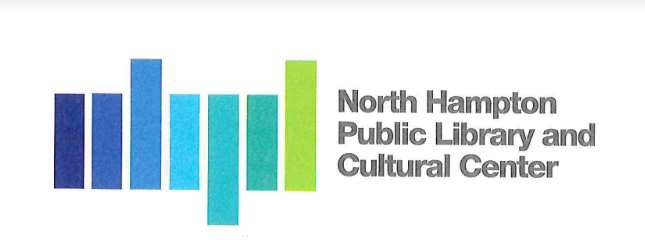 North Hampton
Public Library and
Cultural Center